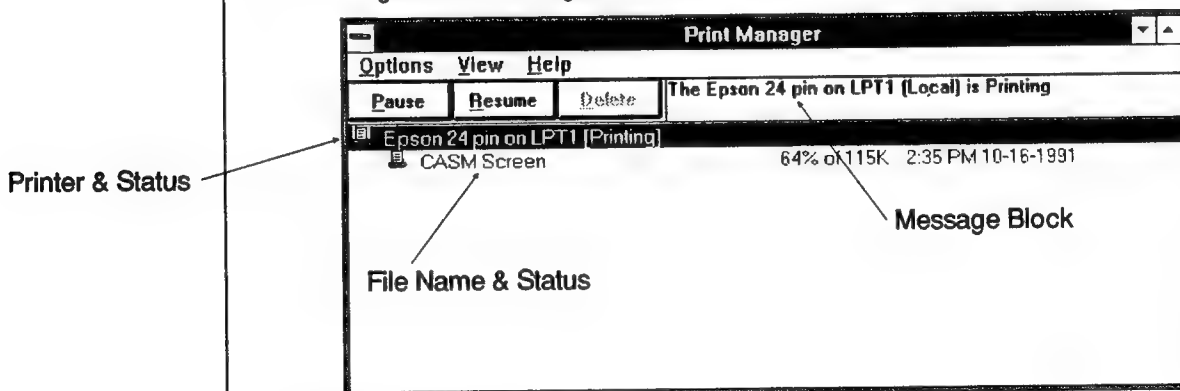 Print Manager
Options View Help
Pause Resume Delete The Epson 24 pin on LPT1 (Local) is Printing
Epson 24 pin on LPT1 [Printing]
CASM Screen 64% of 115K 2:35 PM 10-16-1991
Printer & Status
Message Block
File Name & Status